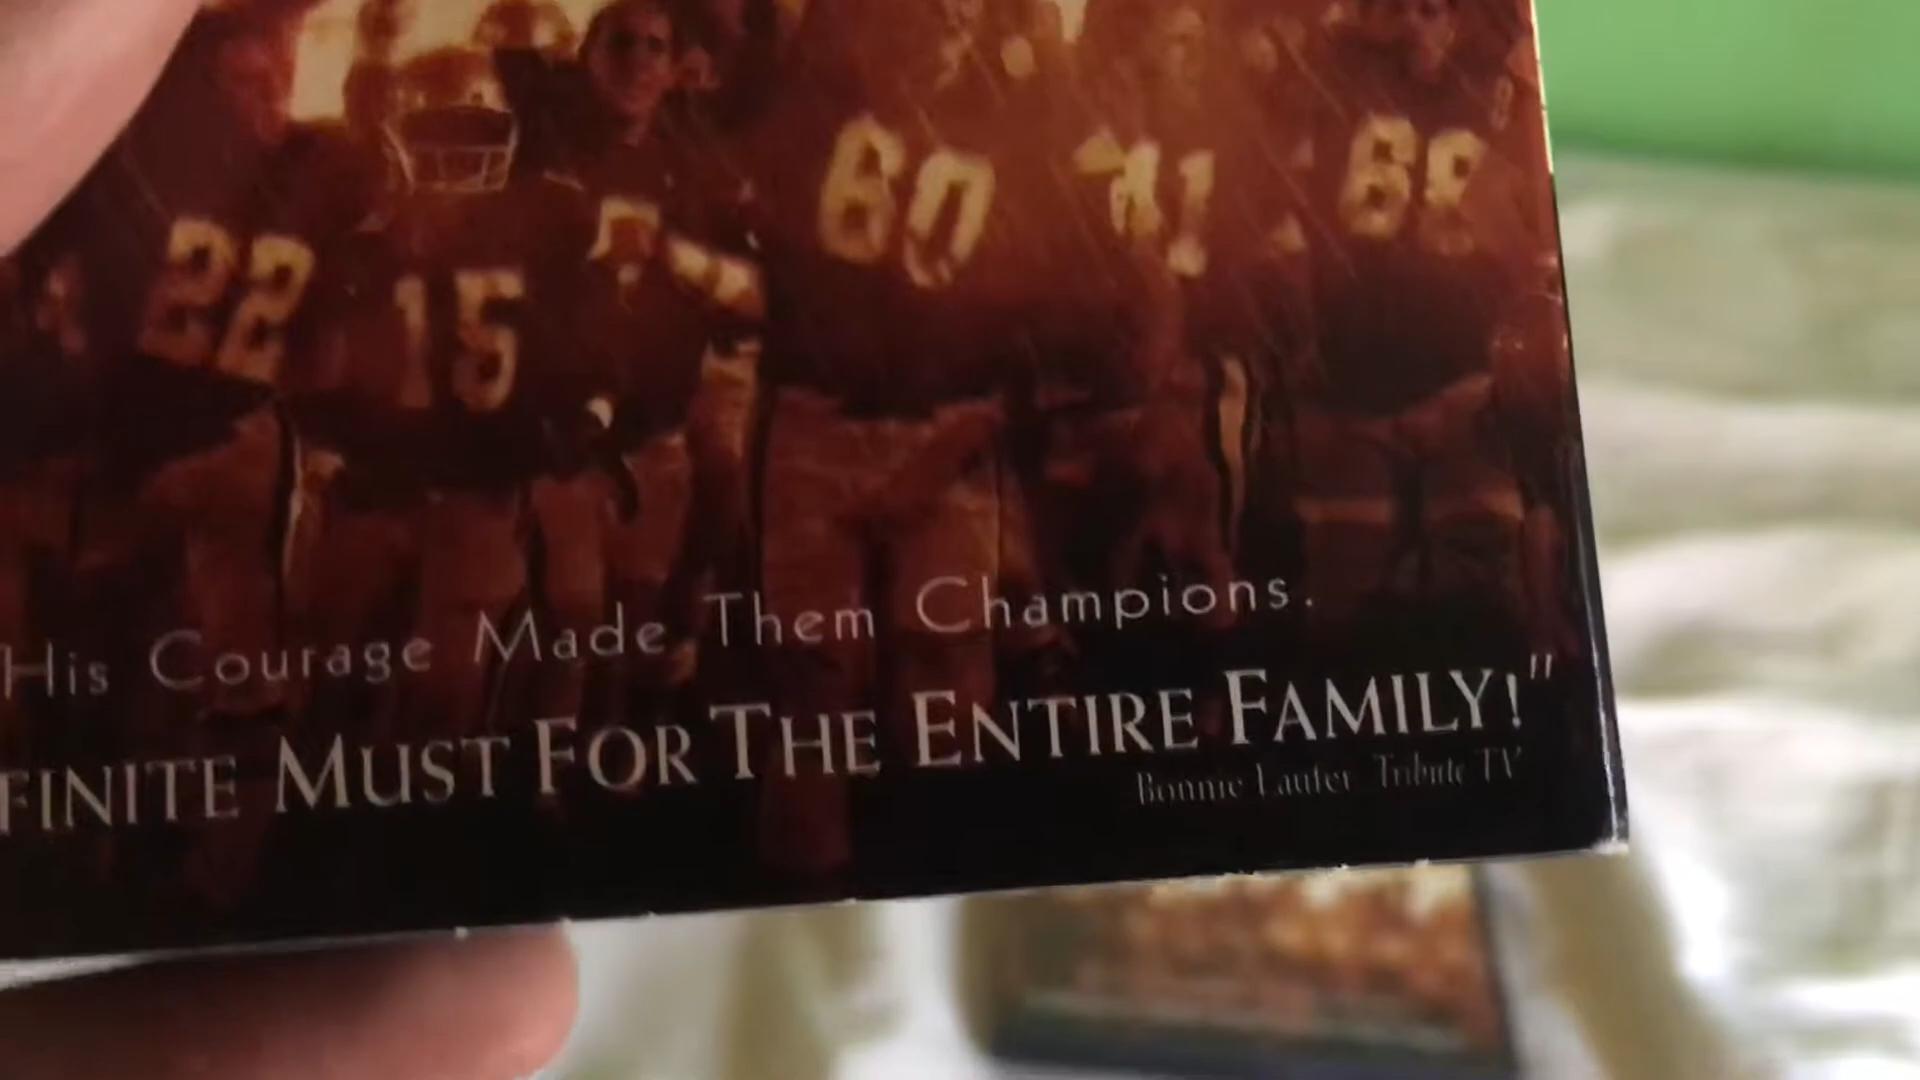 22 15 60 71 68
His Courage Made Them Champions.
FINITE MUST FOR THE ENTIRE FAMILY!"
Bonnie Laufer Tribute TV